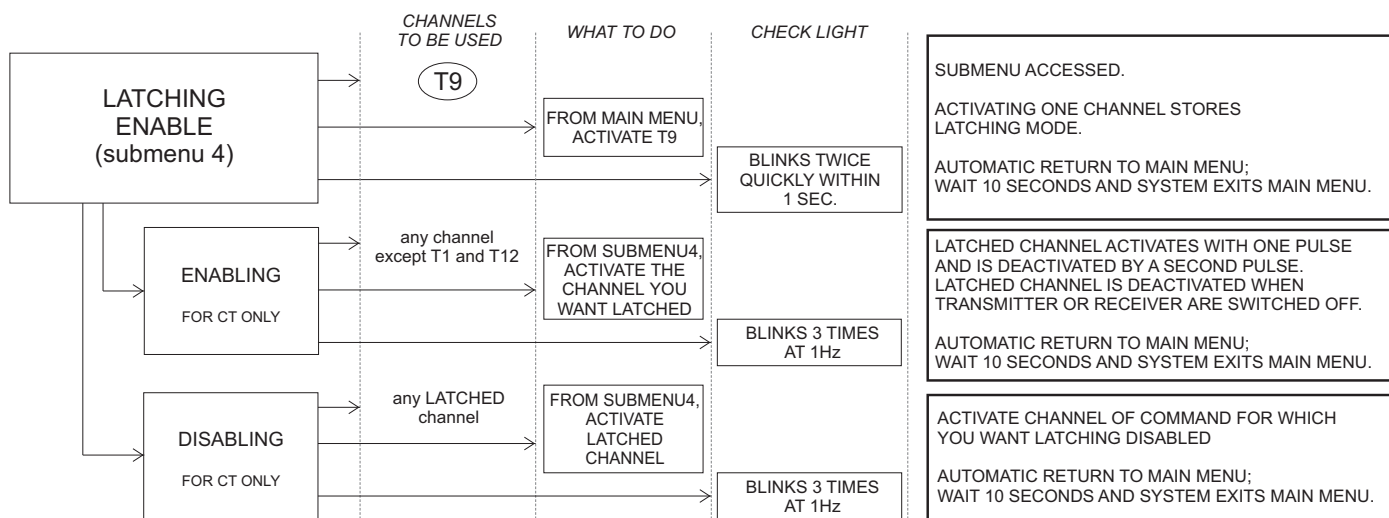 CHANNELS
TO BE USED
WHAT TO DO
CHECK LIGHT
LATCHING
ENABLE
(submenu 4)
T9
FROM MAIN MENU,
ACTIVATE T9
BLINKS TWICE
QUICKLY WITHIN
1 SEC.
SUBMENU ACCESSED.
ACTIVATING ONE CHANNEL STORES
LATCHING MODE.
AUTOMATIC RETURN TO MAIN MENU;
WAIT 10 SECONDS AND SYSTEM EXITS MAIN MENU.
ENABLING
FOR CT ONLY
any channel
except T1 and T12
FROM SUBMENU4,
ACTIVATE THE
CHANNEL YOU
WANT LATCHED
BLINKS 3 TIMES
AT 1Hz
LATCHED CHANNEL ACTIVATES WITH ONE PULSE
AND IS DEACTIVATED BY A SECOND PULSE.
LATCHED CHANNEL IS DEACTIVATED WHEN
TRANSMITTER OR RECEIVER ARE SWITCHED OFF.
AUTOMATIC RETURN TO MAIN MENU;
WAIT 10 SECONDS AND SYSTEM EXITS MAIN MENU.
DISABLING
FOR CT ONLY
any LATCHED
channel
FROM SUBMENU4,
ACTIVATE
LATCHED
CHANNEL
BLINKS 3 TIMES
AT 1Hz
ACTIVATE CHANNEL OF COMMAND FOR WHICH
YOU WANT LATCHING DISABLED
AUTOMATIC RETURN TO MAIN MENU;
WAIT 10 SECONDS AND SYSTEM EXITS MAIN MENU.